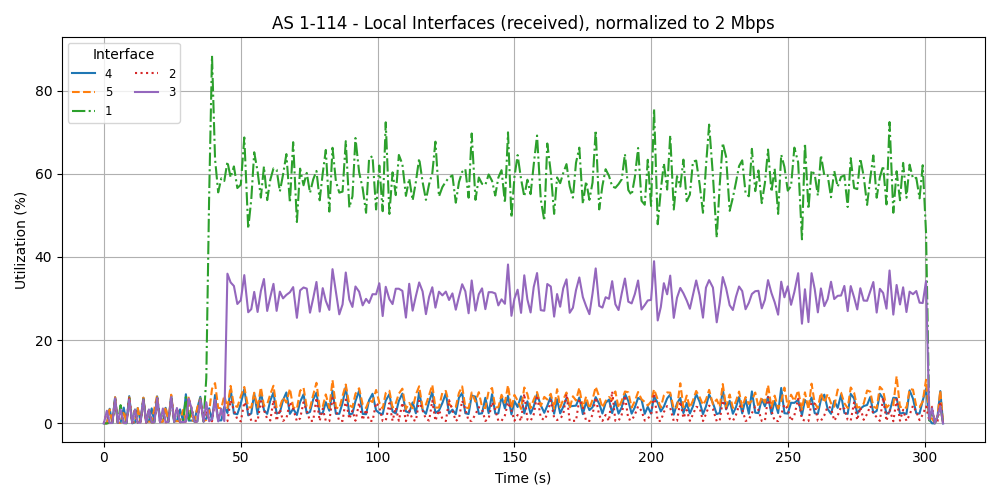 AS 1-114 - Local Interfaces (received), normalized to 2 Mbps
Interface
4 2
5 3
1
80
60
40
20
0
Utilization (%)
0 50 100 150 200 250 300
Time (s)